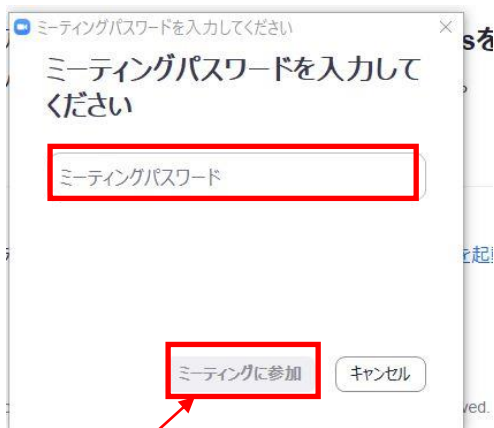 ミーティングパスワードを入力してください
sを
ミーティングパスワードを入力して
ください
ミーティングパスワード
を起
ミーティングに参加
キャンセル
ved.